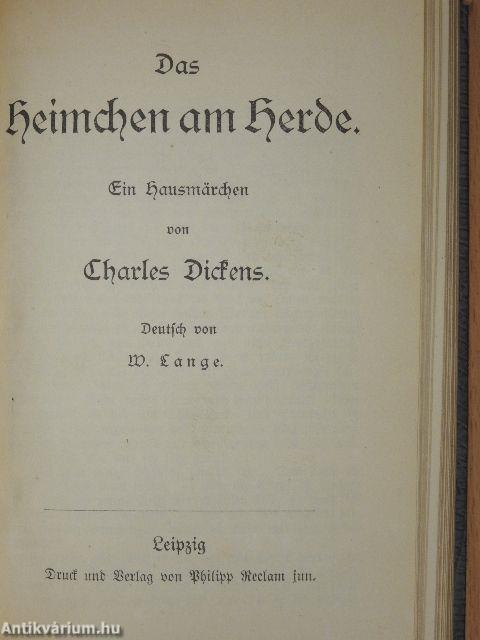 Das
Heimchen am Herde.
Ein Hausmärchen
von
Charles Dickens.
Deutsch von
W. Lange.
Leipzig
Druck und Verlag von Philipp Reclam jun.
Antikvárium.hu